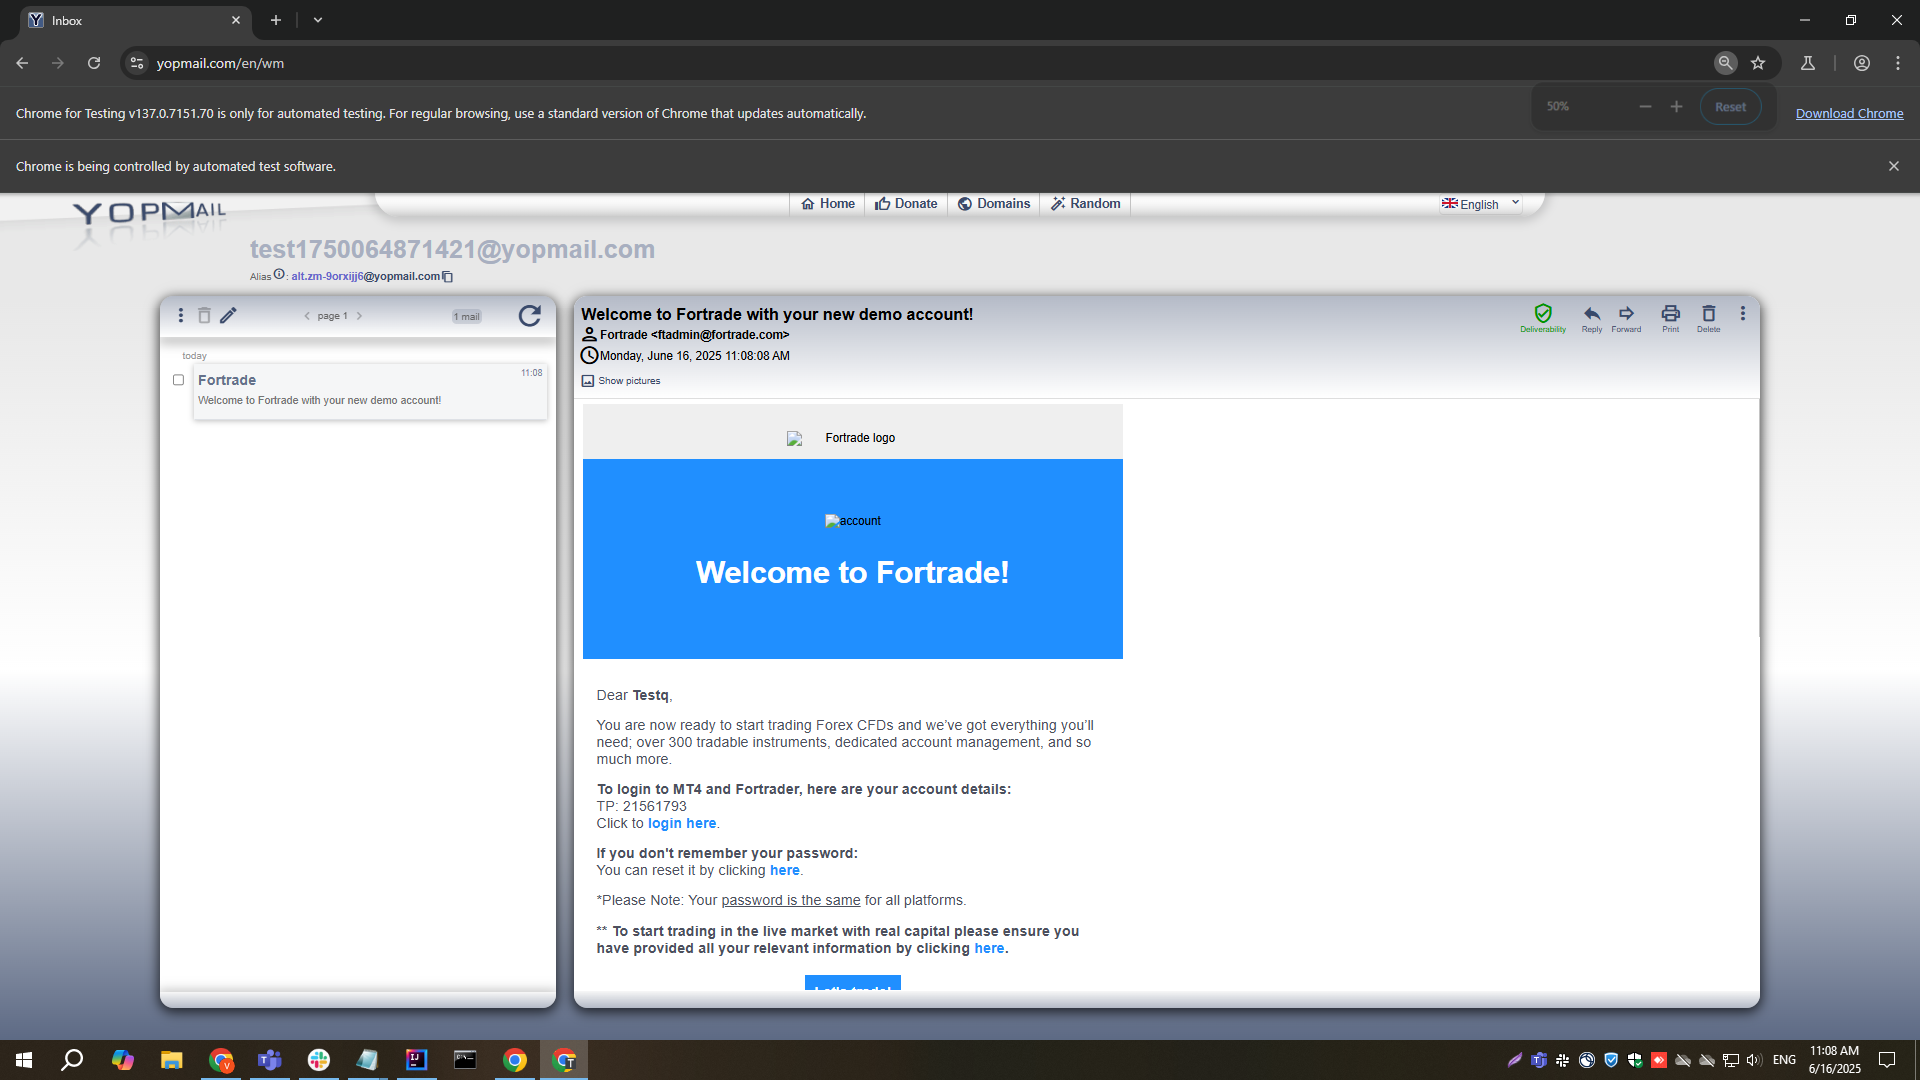 Inbox
yopmail.com/en/wm
Chrome for Testing v137.0.7151.70 is only for automated testing. For regular browsing, use a standard version of Chrome that updates automatically.
50%
Reset
Download Chrome
Chrome is being controlled by automated test software.
YOPMAIL
Home
Donate
Domains
Random
English
test1750064871421@yopmail.com
Alias : alt.zm-9orxijj6@yopmail.com
page 1
1 mail
today
Fortrade
11:08
Welcome to Fortrade with your new demo account!
Welcome to Fortrade with your new demo account!
Fortrade <ftadmin@fortrade.com>
Monday, June 16, 2025 11:08:08 AM
Show pictures
Deliverability
Reply
Forward
Print
Delete
Fortrade logo
account
Welcome to Fortrade!
Dear Testq,
You are now ready to start trading Forex CFDs and we’ve got everything you’ll
need; over 300 tradable instruments, dedicated account management, and so
much more.
To login to MT4 and Fortrader, here are your account details:
TP: 21561793
Click to login here.
If you don't remember your password:
You can reset it by clicking here.
*Please Note: Your password is the same for all platforms.
** To start trading in the live market with real capital please ensure you
have provided all your relevant information by clicking here.
Let's trade!
ENG
11:08 AM
6/16/2025